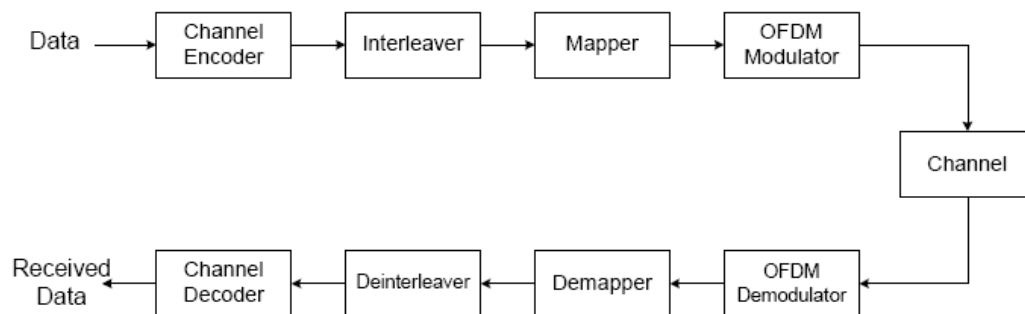 Data
Channel
Encoder
Interleaver
Mapper
OFDM
Modulator
Channel
Received
Data
Channel
Decoder
Deinterleaver
Demapper
OFDM
Demodulator